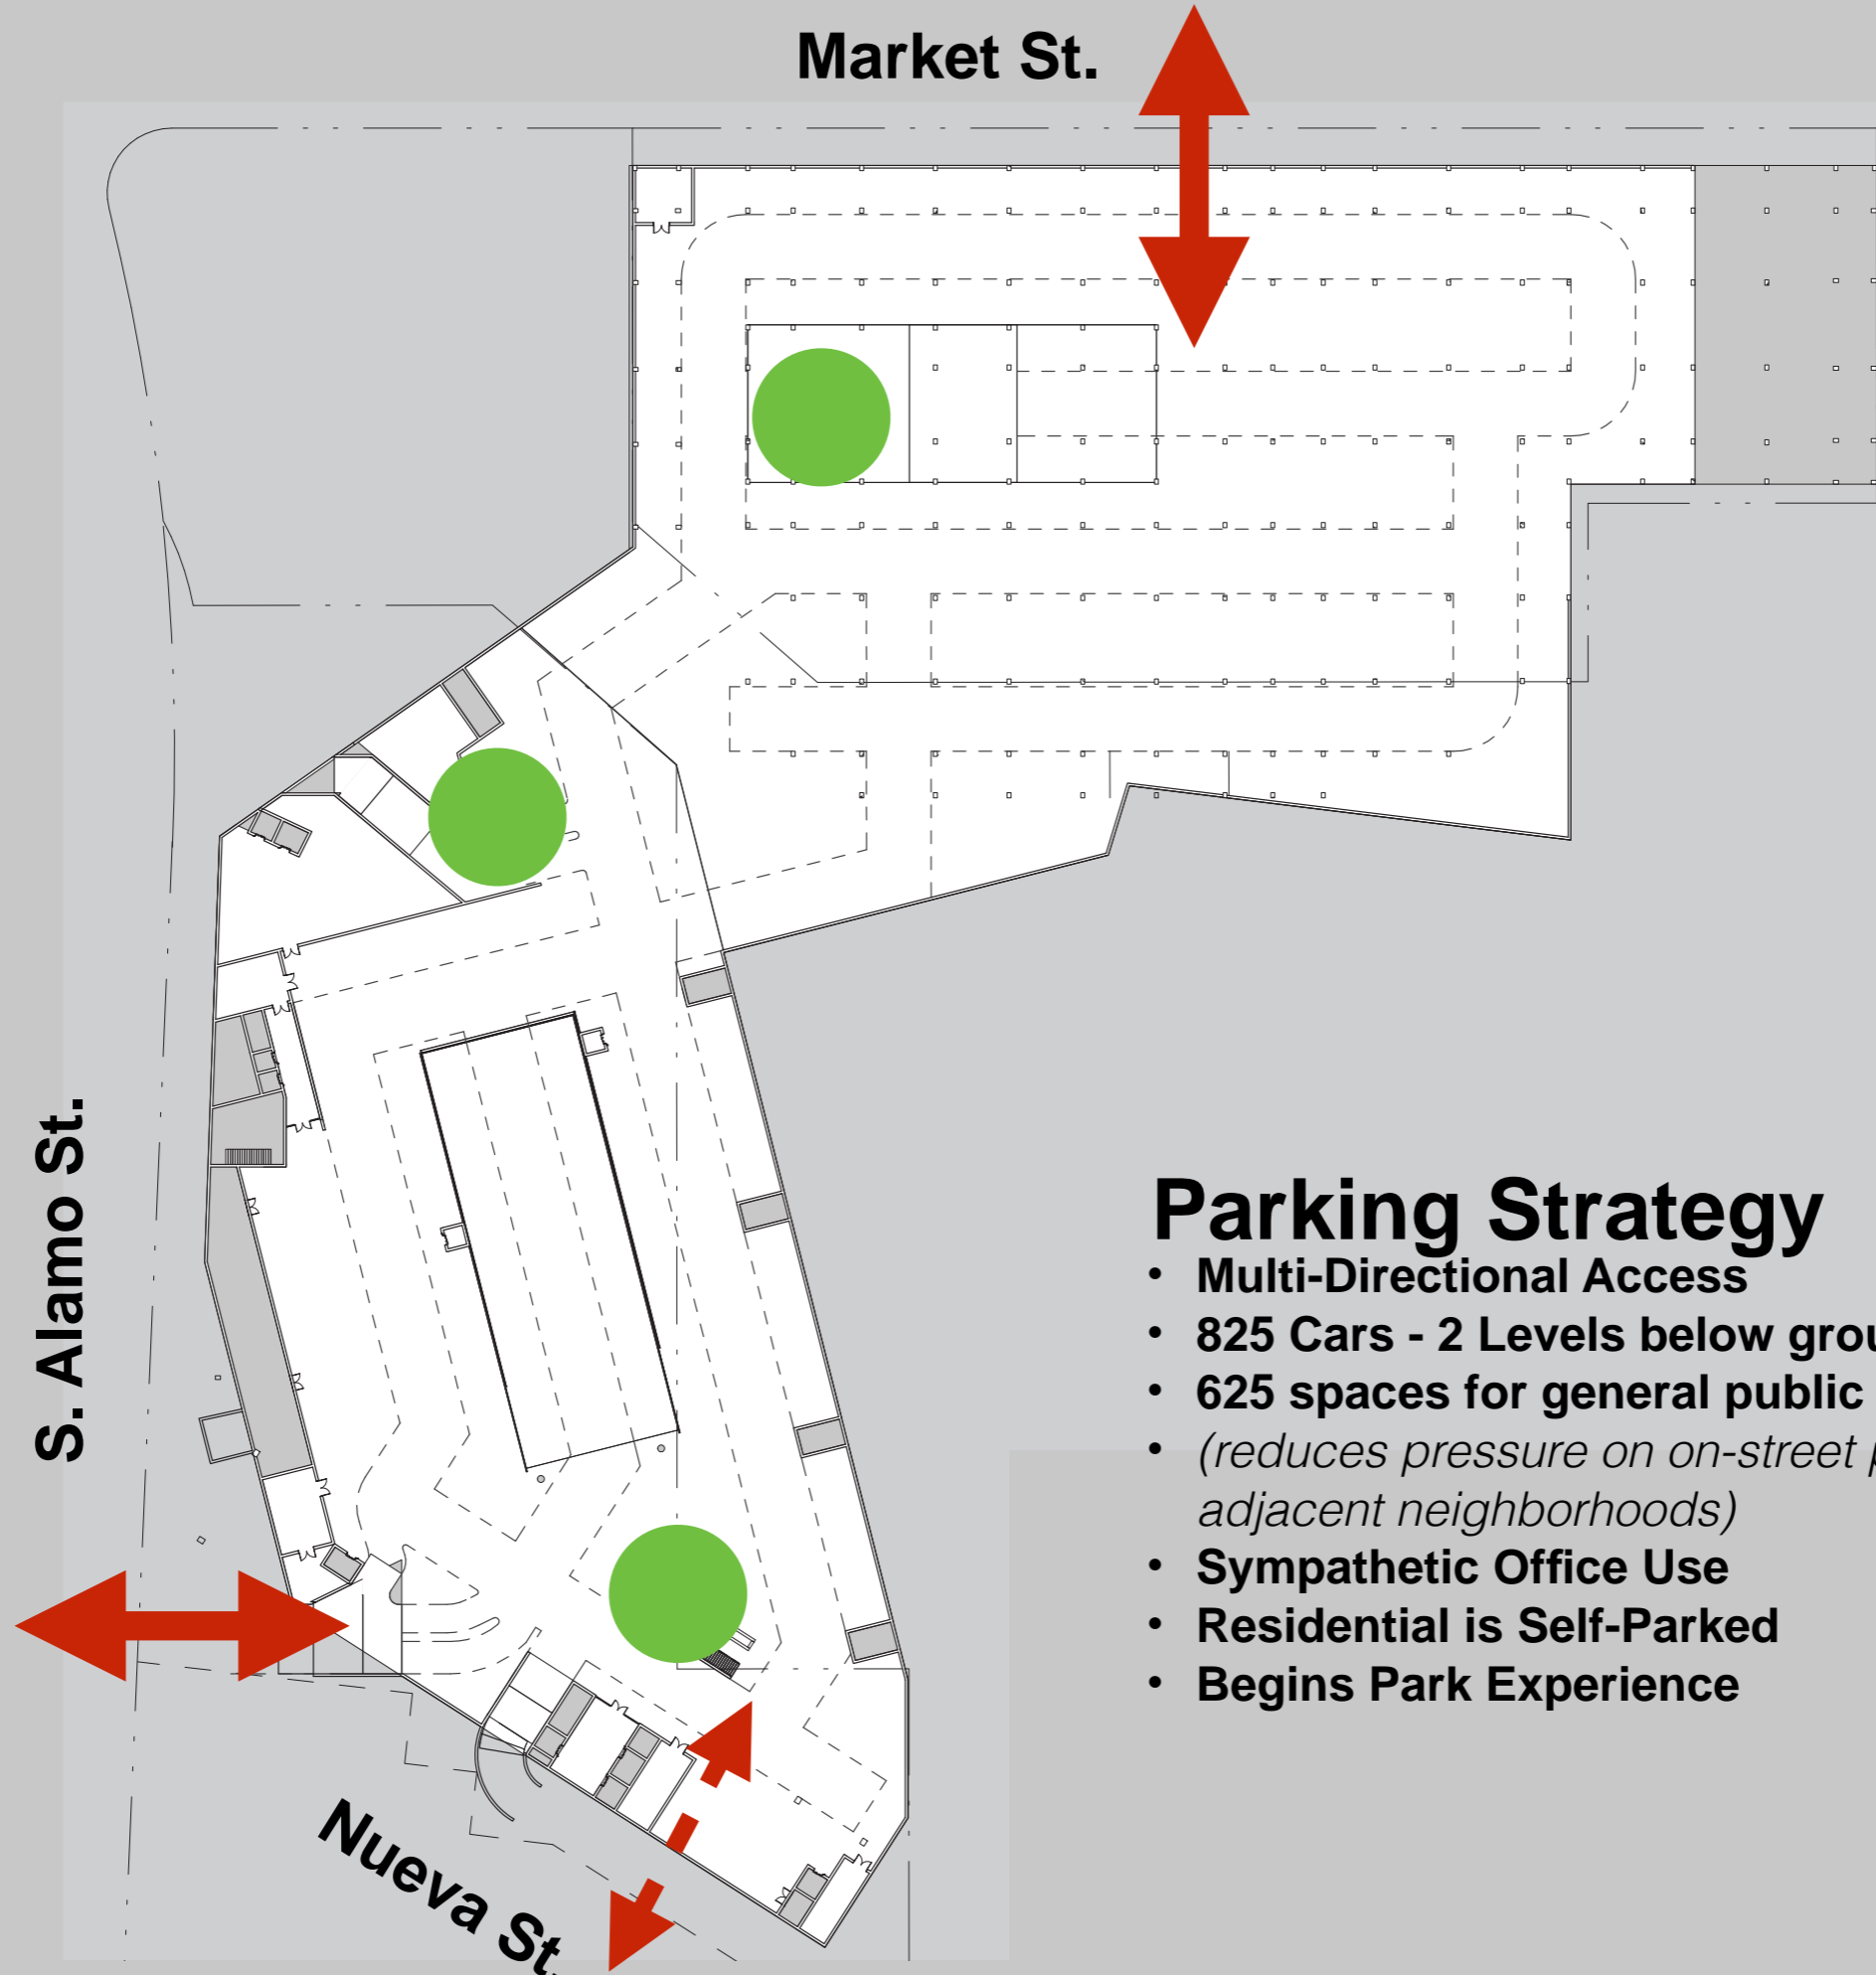 Market St.
S. Alamo St.
Parking Strategy
• Multi-Directional Access
• 825 Cars - 2 Levels below
• 625 spaces for general public
• (reduces pressure on on-street
adjacent neighborhoods)
• Sympathetic Office Use
• Residential is Self-Parked
• Begins Park Experience
Nueva St.